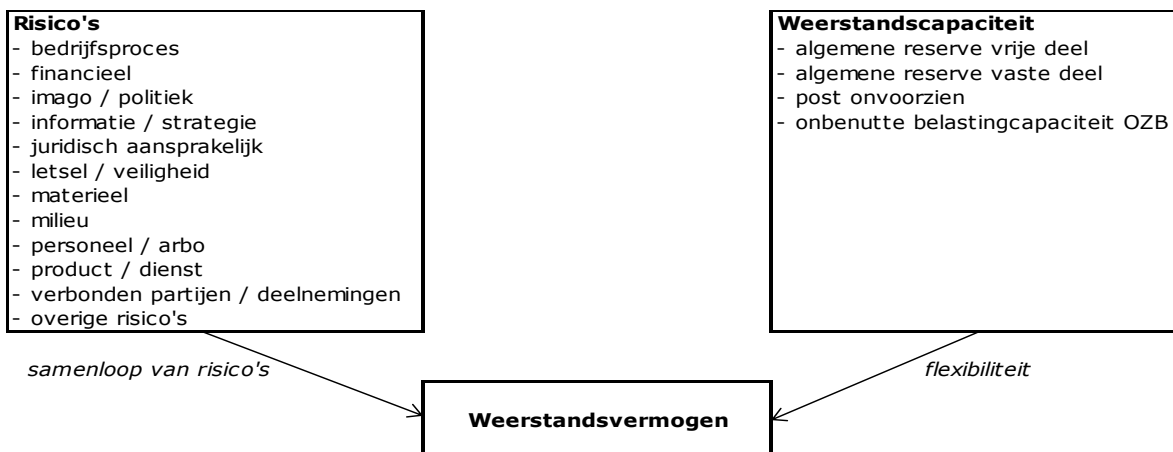 Risico's
- bedrijfsproces
- financieel
- imago / politiek
- informatie / strategie
- juridisch aansprakelijk
- letsel / veiligheid
- materieel
- milieu
- personeel / arbo
- product / dienst
- verbonden partijen / deelnemingen
- overige risico's
Weerstandscapaciteit
- algemene reserve vrije deel
- algemene reserve vaste deel
- post onvoorzien
- onbenutte belastingcapaciteit OZB
samenloop van risico's
flexibiliteit
Weerstandsvermogen